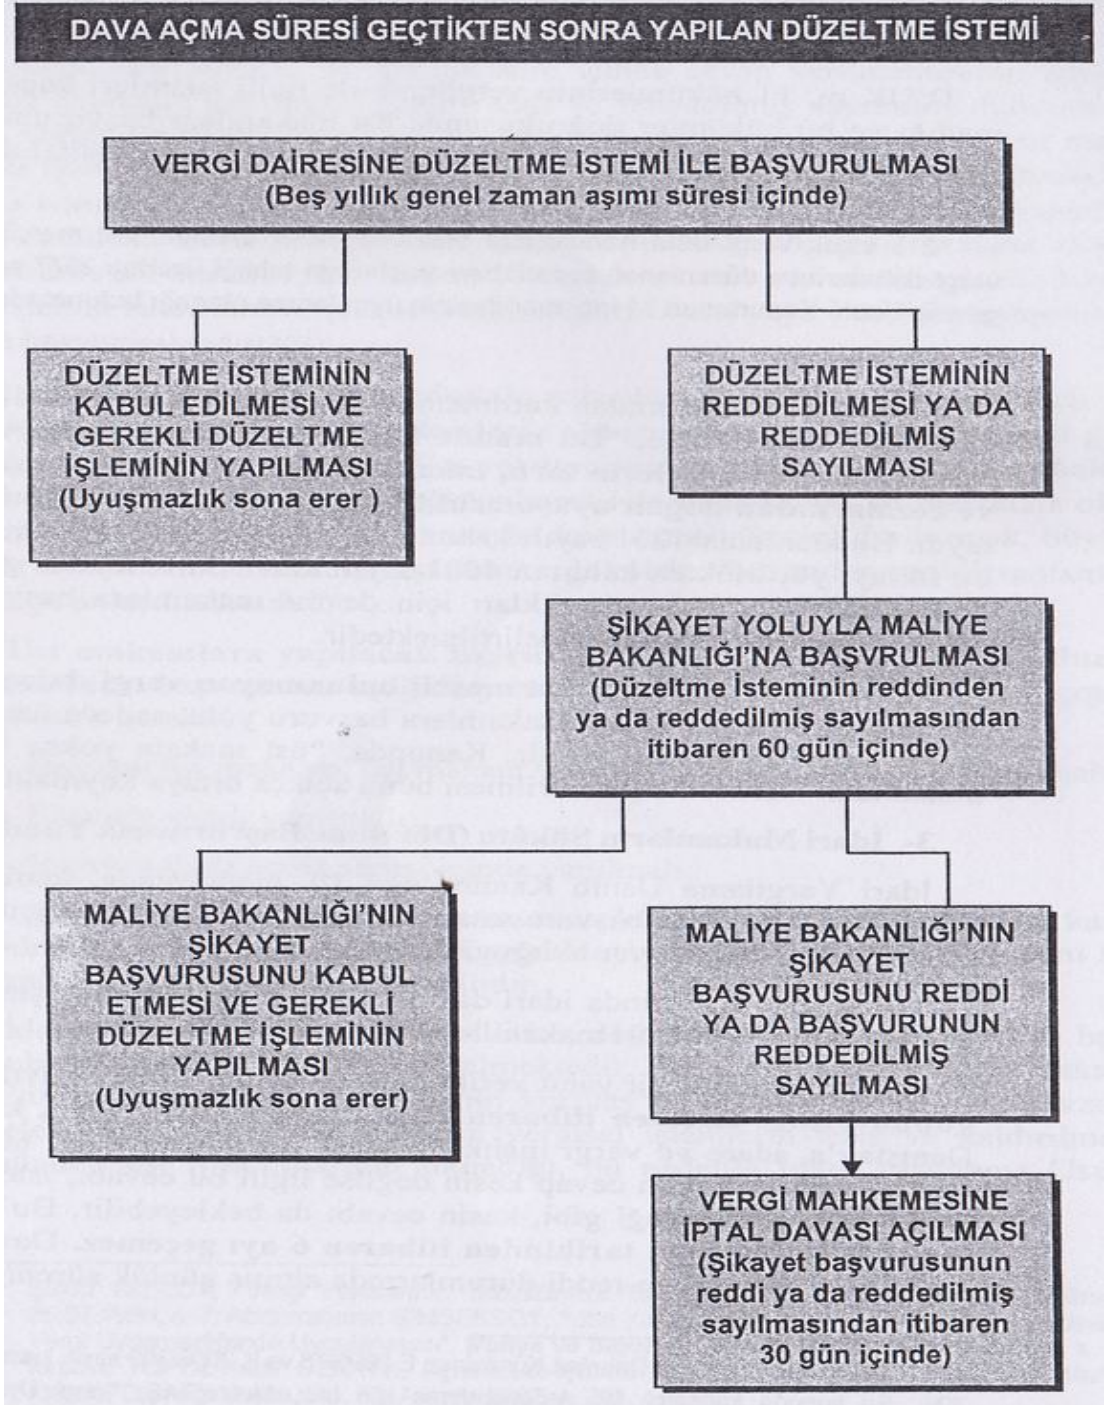 DAVA AÇMA SÜRESİ GEÇTİKTEN SONRA YAPILAN DÜZELTME İSTEMİ
VERGİ DAİRESİNE DÜZELTME İSTEMİ İLE BAŞVURULMASI
(Beş yıllık genel zaman aşımı süresi içinde)
DÜZELTME İSTEMİNİN
KABUL EDİLMESİ VE
GEREKLİ DÜZELTME
İŞLEMİNİN YAPILMASI
(Uyuşmazlık sona erer )
DÜZELTME İSTEMİNİN
REDDEDİLMESİ YA DA
REDDEDİLMİŞ
SAYILMASI
ŞİKAYET YOLUYLA MALİYE
BAKANLIĞI'NA BAŞVRULMASI
(Düzeltme İsteminin reddinden
ya da reddedilmiş sayılmasından
itibaren 60 gün içinde)
MALİYE BAKANLIĞI'NIN
ŞİKAYET
BAŞVURUSUNU KABUL
ETMESİ VE GEREKLİ
DÜZELTME İŞLEMİNİN
YAPILMASI
(Uyuşmazlık sona erer)
MALİYE BAKANLIĞI'NIN
ŞİKAYET
BAŞVURUSUNU REDDİ
YA DA BAŞVURUNUN
REDDEDİLMİŞ
SAYILMASI
VERGİ MAHKEMESİNE
İPTAL DAVASI AÇILMASI
(Şikayet başvurusunun
reddi ya da reddedilmiş
sayılmasından itibaren
30 gün içinde)